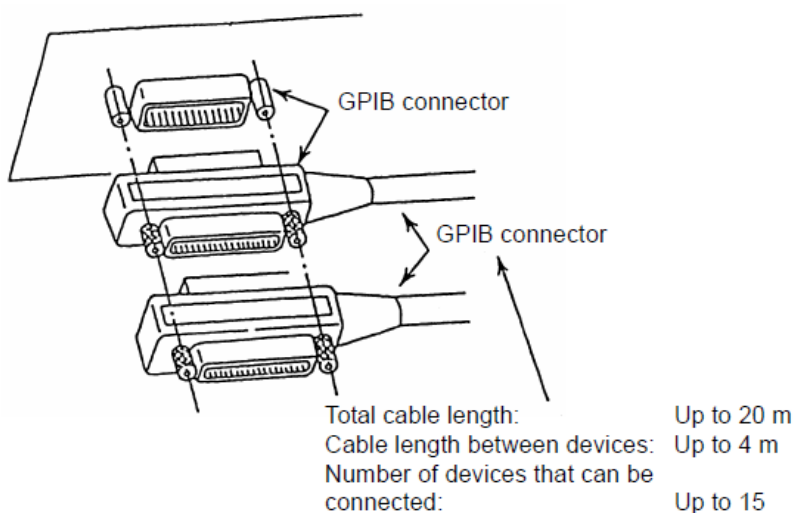 GPIB connector
GPIB connector
Total cable length: Up to 20 m
Cable length between devices: Up to 4 m
Number of devices that can be
connected: Up to 15